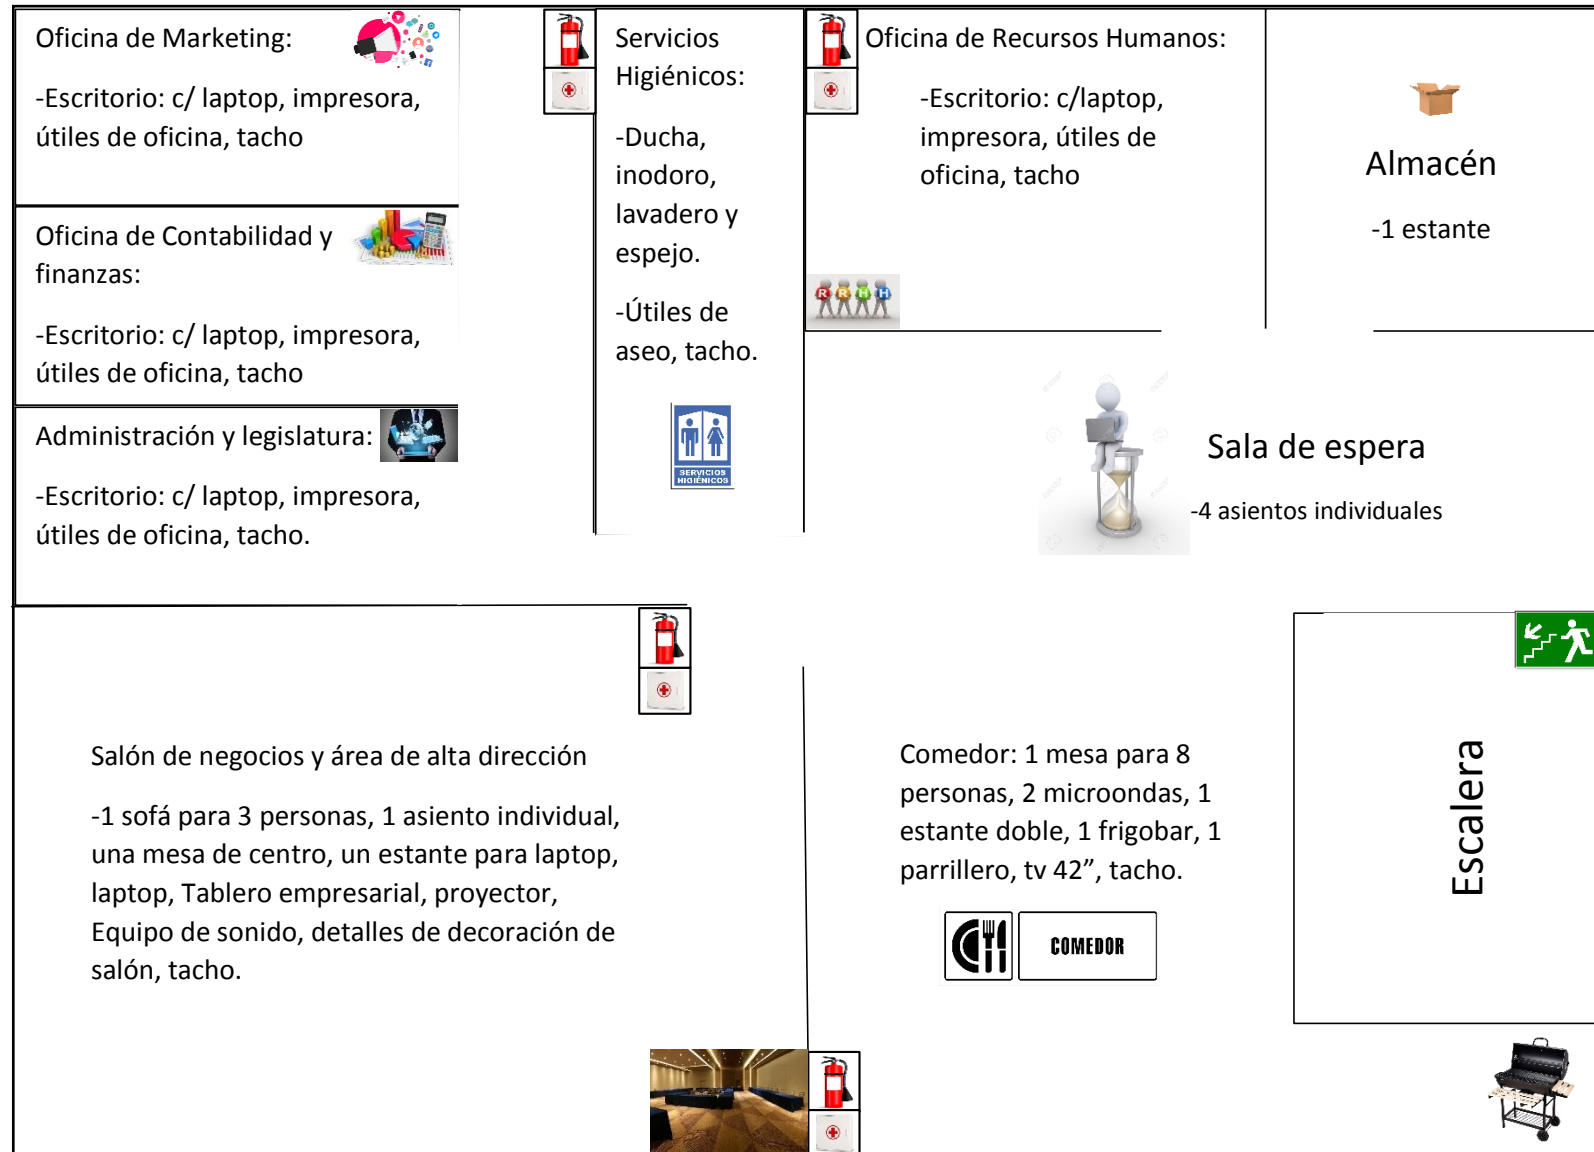 Oficina de Marketing:
-Escritorio: c/ laptop, impresora,
útiles de oficina, tacho
Oficina de Contabilidad y
finanzas:
-Escritorio: c/ laptop, impresora,
útiles de oficina, tacho
Administración y legislatura:
-Escritorio: c/ laptop, impresora,
útiles de oficina, tacho.
Servicios
Higiénicos:
-Ducha,
inodoro,
lavadero y
espejo.
-Útiles de
aseo, tacho.
SERVICIOS
HIGIÉNICOS
Oficina de Recursos Humanos:
-Escritorio: c/laptop,
impresora, útiles de
oficina, tacho
R R H H
Almacén
-1 estante
Sala de espera
-4 asientos individuales
Salón de negocios y área de alta dirección
-1 sofá para 3 personas, 1 asiento individual,
una mesa de centro, un estante para laptop,
laptop, Tablero empresarial, proyector,
Equipo de sonido, detalles de decoración de
salón, tacho.
Comedor: 1 mesa para 8
personas, 2 microondas, 1
estante doble, 1 frigobar, 1
parrillero, tv 42”, tacho.
COMEDOR
Escalera